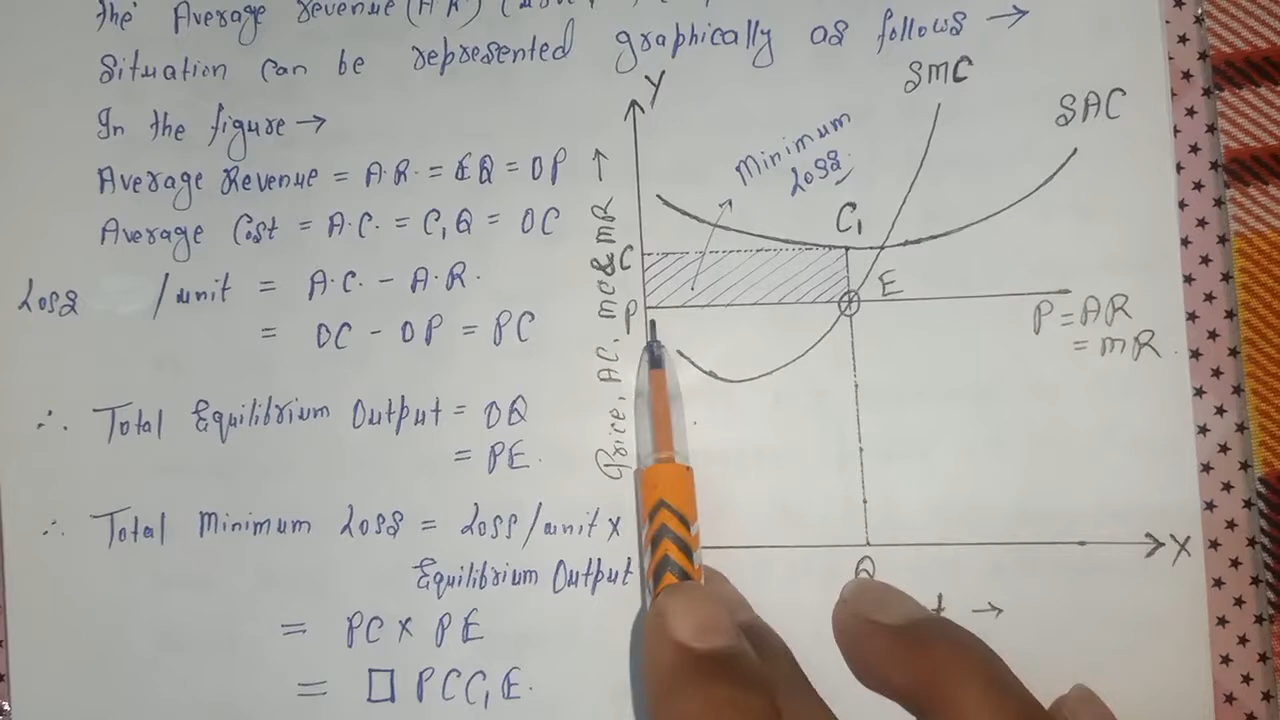 the Average revenue (A.R)
Situation can be represented graphically as follows →
In the figure →
Average Revenue = A.R. = EQ = OP
Average Cost = A.C. = C₁Q = OC
Loss /unit = A.C. - A.R.
= OC - OP = PC
∴ Total Equilibrium Output = OQ
= PE.
∴ Total Minimum Loss = Loss/unit x
Equilibrium Output
= PC x PE
= □ PCC₁E.
Y
SMC
SAC
Minimum
Loss
C₁
C
E
P
P = AR
= MR.
Price, AC, MC & MR →
X
Q
t →